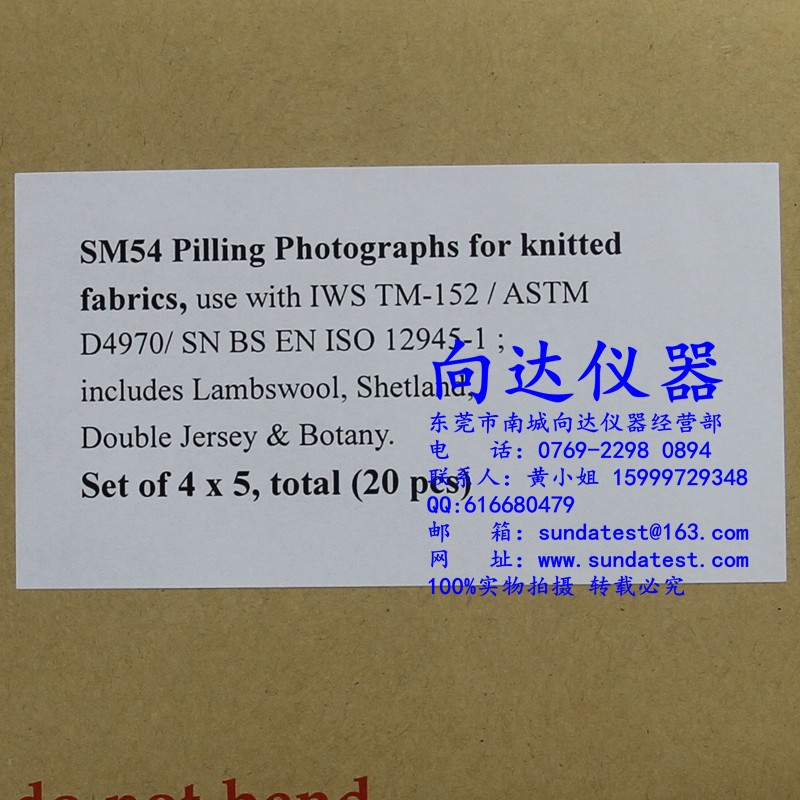 SM54 Pilling Photographs for knitted
fabrics, use with IWS TM-152 / ASTM
D4970/ SN BS EN ISO 12945-1 ;
includes Lambswool, Shetland,
Double Jersey & Botany.
Set of 4 x 5, total (20 pcs)
向达仪器
东莞市南城向达仪器经营部
电 话: 0769-2298 0894
联系人: 黄小姐 15999729348
QQ:616680479
邮 箱: sundatest@163.com
网 址: www.sundatest.com
100%实物拍摄 转载必究
do not bend